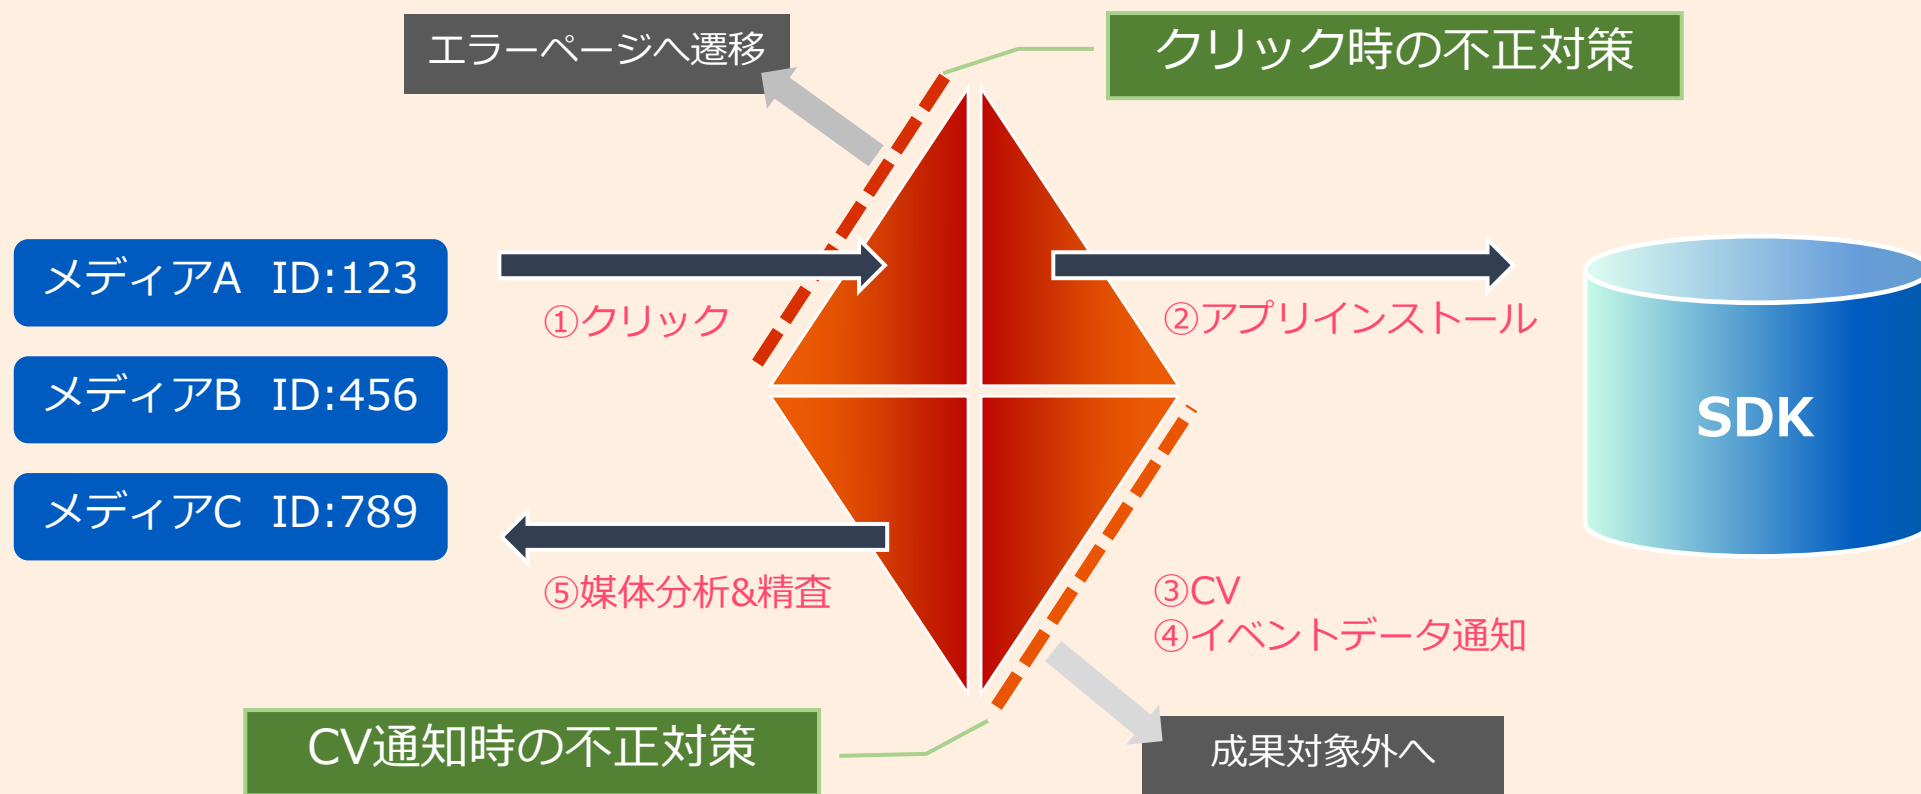 エラーページへ遷移
クリック時の不正対策
メディアA ID:123
メディアB ID:456
メディアC ID:789
①クリック
②アプリインストール
SDK
⑤媒体分析&精査
③CV
④イベントデータ通知
CV通知時の不正対策
成果対象外へ